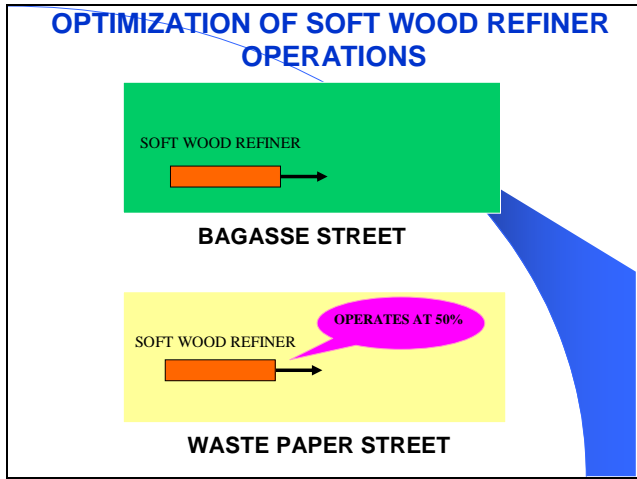 OPTIMIZATION OF SOFT WOOD REFINER
OPERATIONS
SOFT WOOD REFINER
BAGASSE STREET
OPERATES AT 50%
SOFT WOOD REFINER
WASTE PAPER STREET